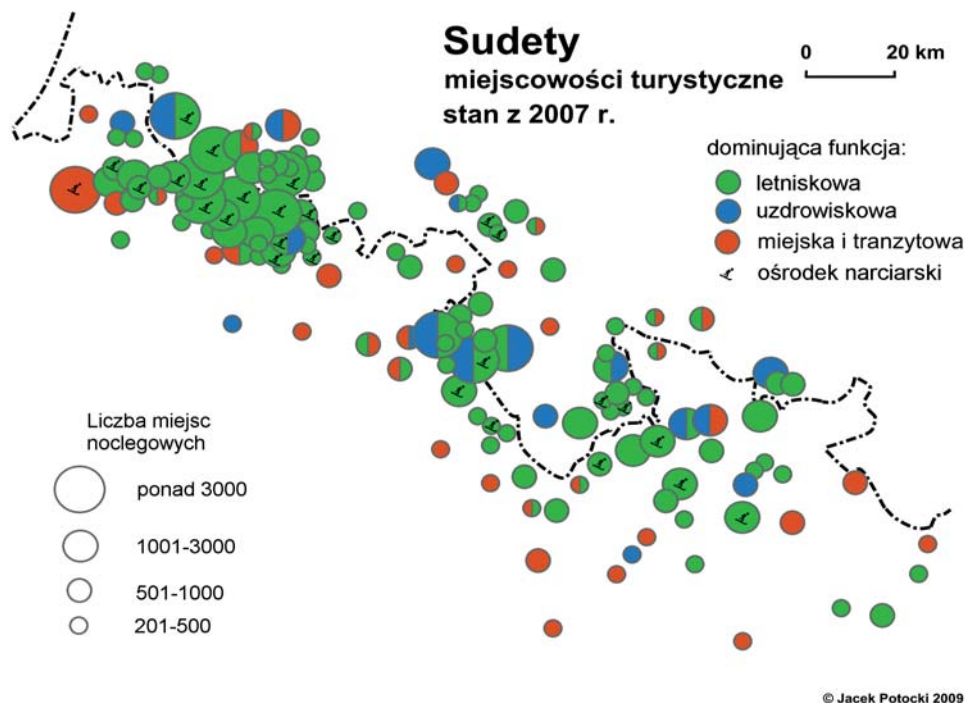 Sudety
miejscowości turystyczne
stan z 2007 r.
0 20 km
dominująca funkcja:
letniskowa
uzdrowiskowa
miejska i tranzytowa
ośrodek narciarski
Liczba miejsc
noclegowych
ponad 3000
1001-3000
501-1000
201-500
© Jacek Potocki 2009